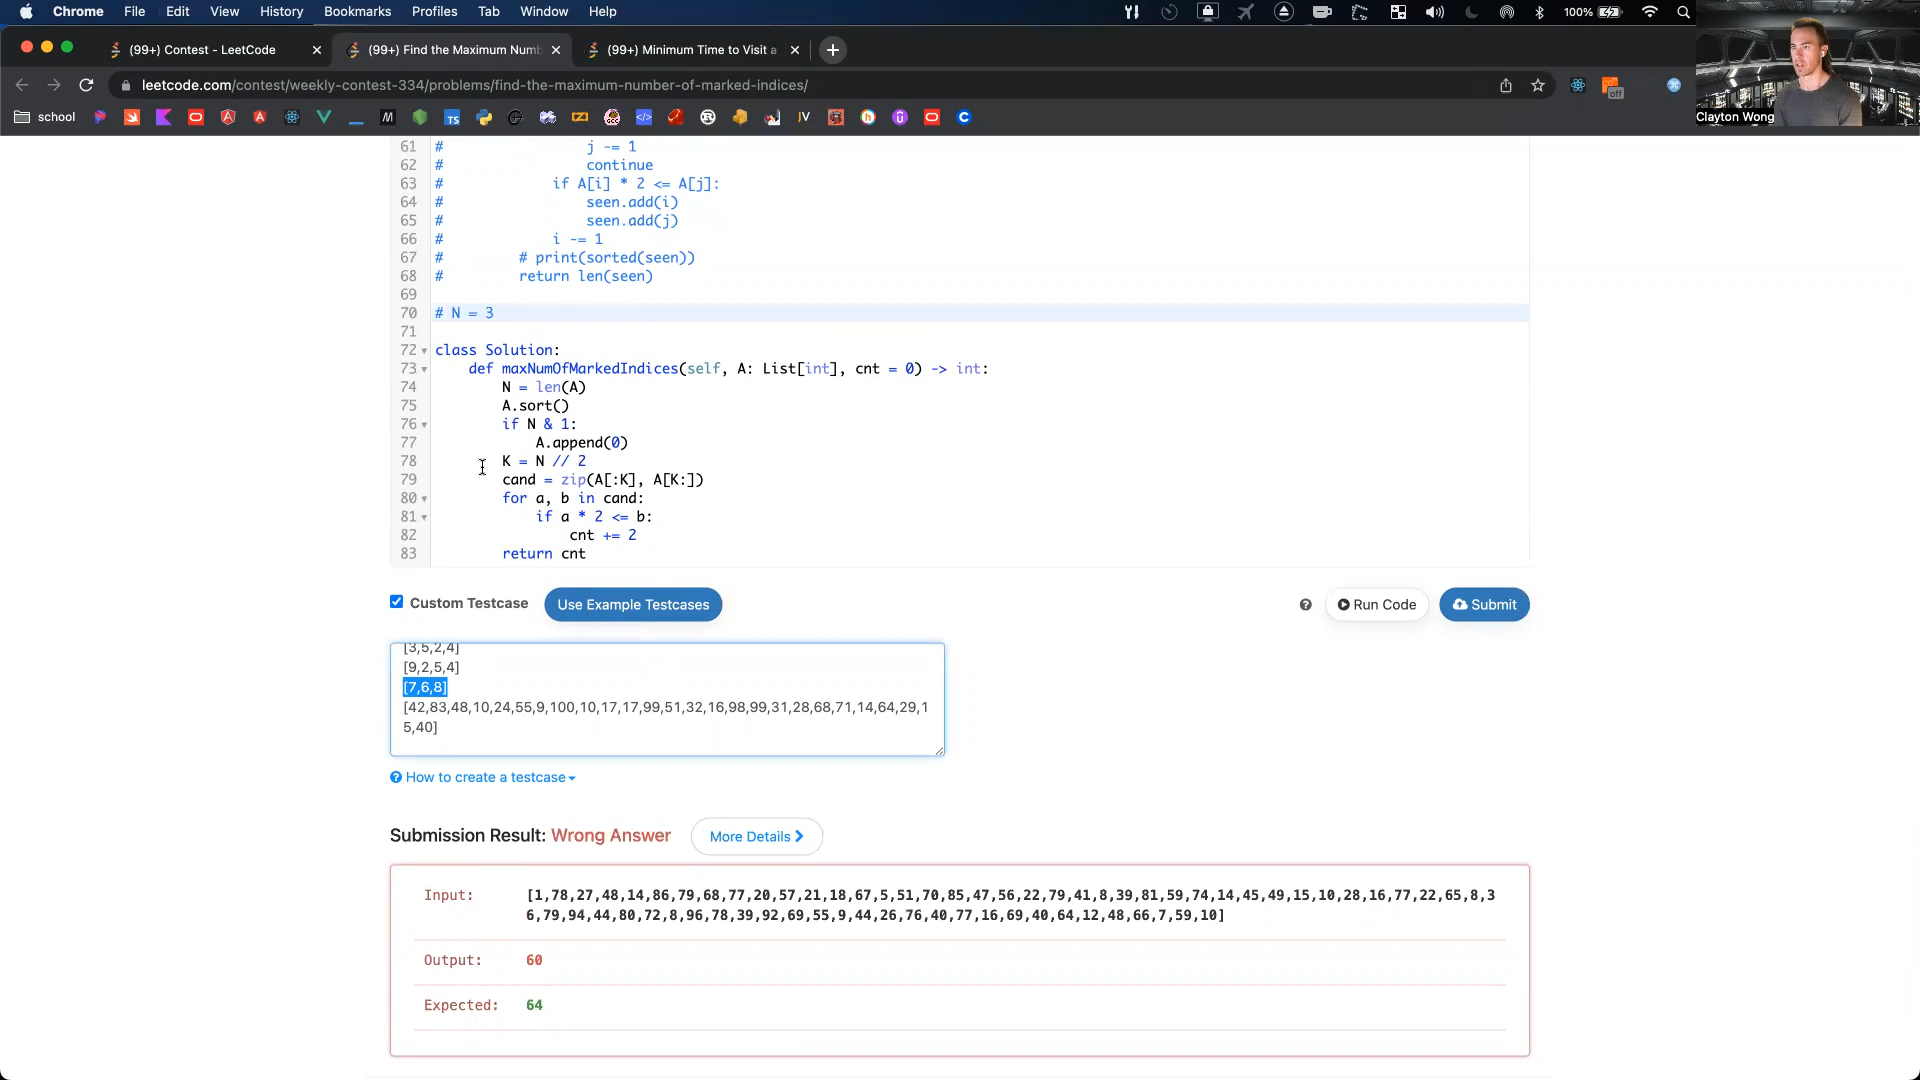 Chrome File Edit View History Bookmarks Profiles Tab Window Help 100%
(99+) Contest - LeetCode
(99+) Find the Maximum Numb
(99+) Minimum Time to Visit a
leetcode.com/contest/weekly-contest-334/problems/find-the-maximum-number-of-marked-indices/
off
school
TS
JV
Clayton Wong
61 # j -= 1
62 # continue
63 # if A[i] * 2 <= A[j]:
64 # seen.add(i)
65 # seen.add(j)
66 # i -= 1
67 # # print(sorted(seen))
68 # return len(seen)
69
70 # N = 3
71
72 class Solution:
73 def maxNumOfMarkedIndices(self, A: List[int], cnt = 0) -> int:
74 N = len(A)
75 A.sort()
76 if N & 1:
77 A.append(0)
78 K = N // 2
79 cand = zip(A[:K], A[K:])
80 for a, b in cand:
81 if a * 2 <= b:
82 cnt += 2
83 return cnt
Custom Testcase Use Example Testcases ? Run Code Submit
[3,5,2,4]
[9,2,5,4]
[7,6,8]
[42,83,48,10,24,55,9,100,10,17,17,99,51,32,16,98,99,31,28,68,71,14,64,29,1
5,40]
How to create a testcase
Submission Result: Wrong Answer More Details
Input: [1,78,27,48,14,86,79,68,77,20,57,21,18,67,5,51,70,85,47,56,22,79,41,8,39,81,59,74,14,45,49,15,10,28,16,77,22,65,8,3
6,79,94,44,80,72,8,96,78,39,92,69,55,9,44,26,76,40,77,16,69,40,64,12,48,66,7,59,10]
Output: 60
Expected: 64